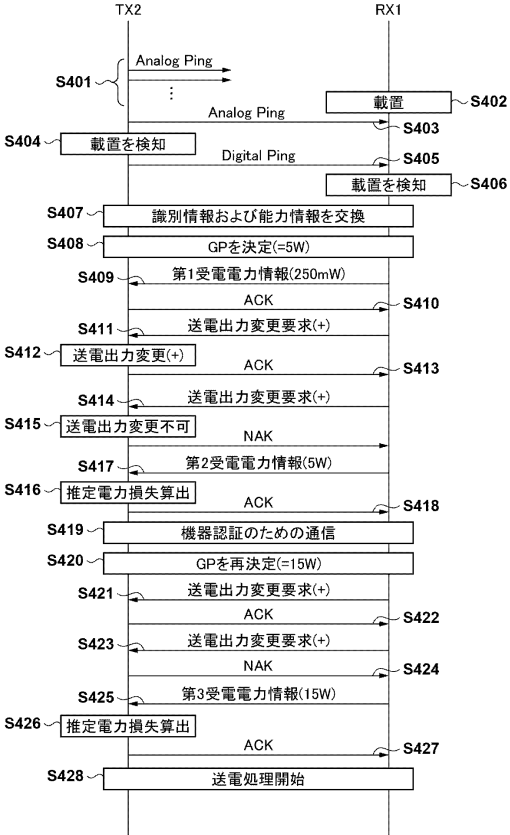 TX2 RX1
Analog Ping
S401
⋯
載置 S402
Analog Ping
S403
S404 載置を検知
Digital Ping S405
載置を検知 S406
S407 識別情報および能力情報を交換
S408 GPを決定(=5W)
S409 第1受電電力情報(250mW)
ACK S410
S411 送電出力変更要求(+)
S412 送電出力変更(+)
ACK S413
S414 送電出力変更要求(+)
S415 送電出力変更不可
NAK
S417 第2受電電力情報(5W)
S416 推定電力損失算出
ACK S418
S419 機器認証のための通信
S420 GPを再決定(=15W)
S421 送電出力変更要求(+)
ACK S422
S423 送電出力変更要求(+)
NAK S424
S425 第3受電電力情報(15W)
S426 推定電力損失算出
ACK S427
S428 送電処理開始